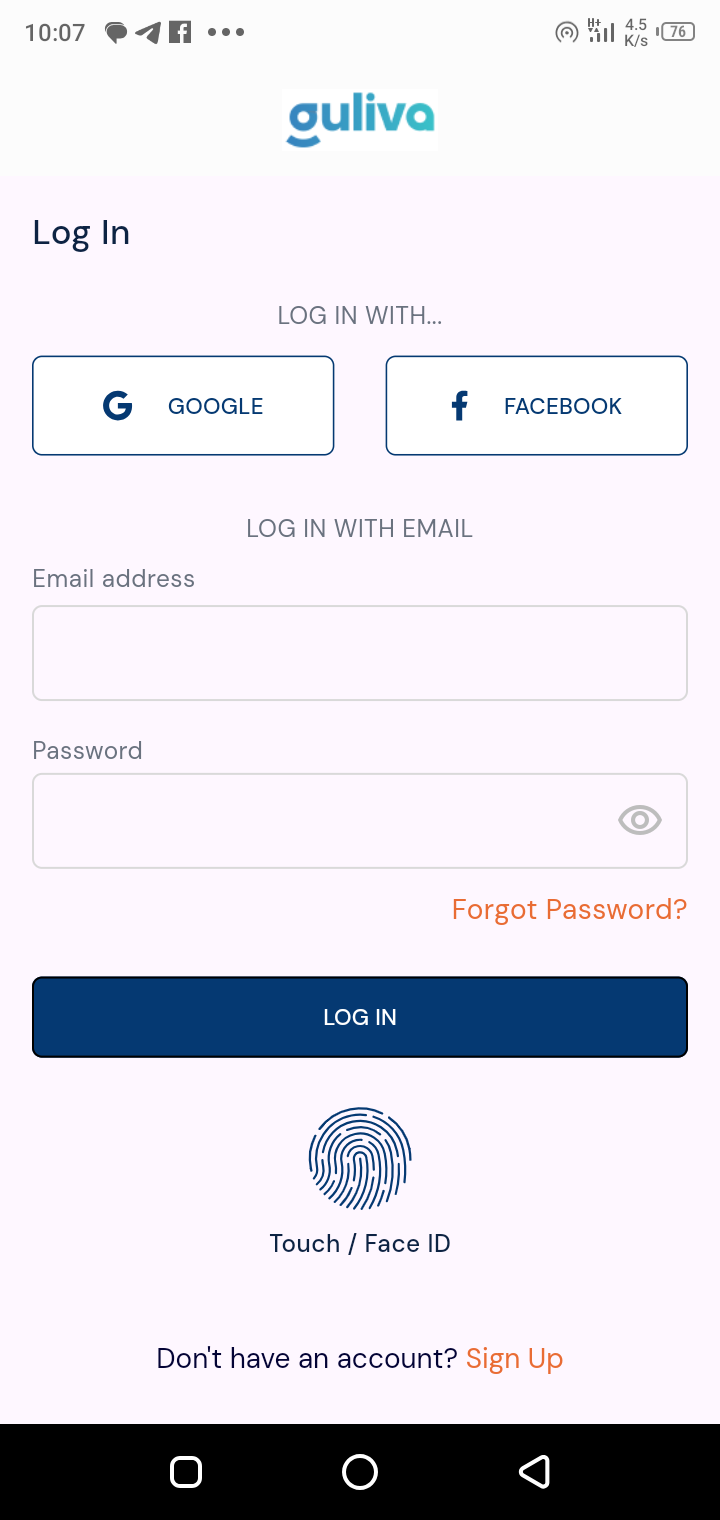 10:07 H+ 4.5 K/s 76
guliva
Log In
LOG IN WITH...
GOOGLE FACEBOOK
LOG IN WITH EMAIL
Email address
Password
Forgot Password?
LOG IN
Touch / Face ID
Don't have an account? Sign Up